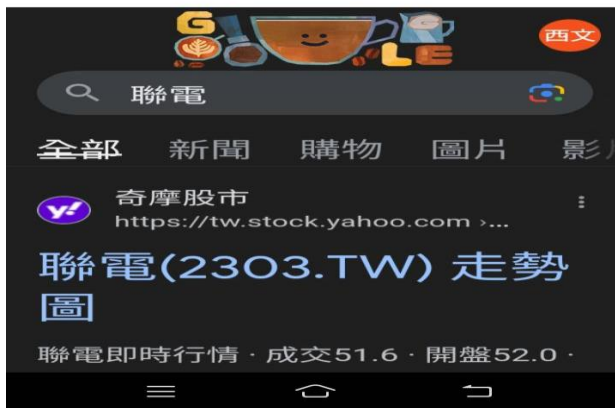 GOOGLE
西文
聯電
全部 新聞 購物 圖片 影
奇摩股市
https://tw.stock.yahoo.com ›...
聯電(2303.TW) 走勢
圖
聯電即時行情 · 成交51.6 · 開盤52.0 ·